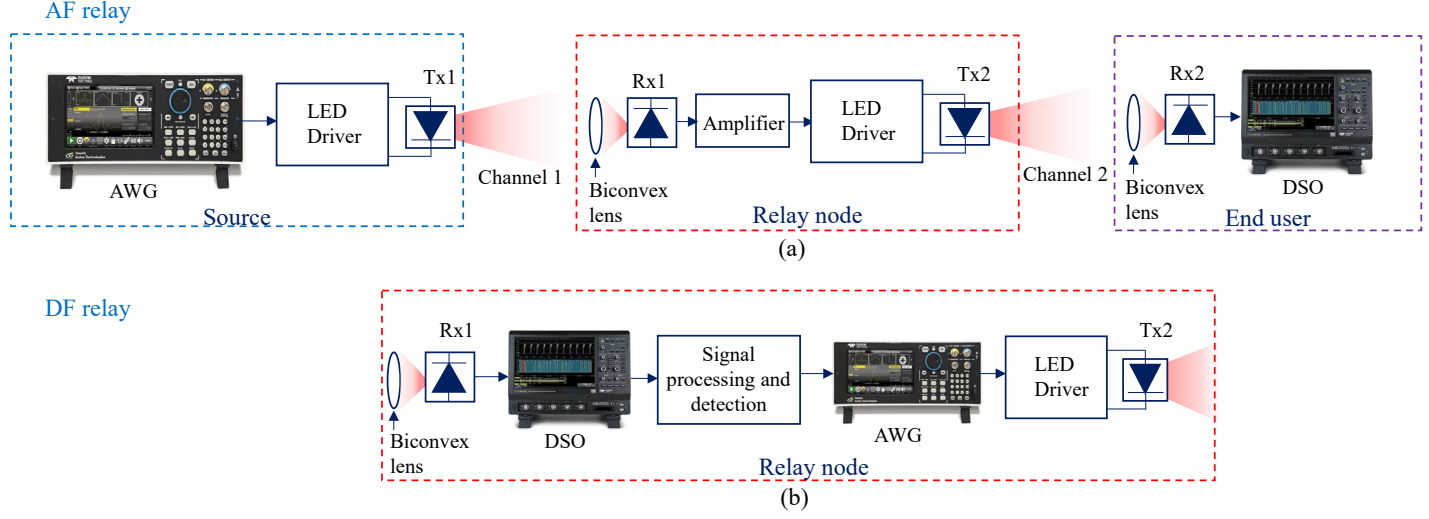 AF relay
AWG
LED
Driver
Tx1
Channel 1
Source
Biconvex
lens
Rx1
Amplifier
LED
Driver
Tx2
Channel 2
Relay node
Biconvex
lens
Rx2
DSO
End user
(a)
DF relay
Biconvex
lens
Rx1
DSO
Signal
processing and
detection
AWG
LED
Driver
Tx2
Relay node
(b)